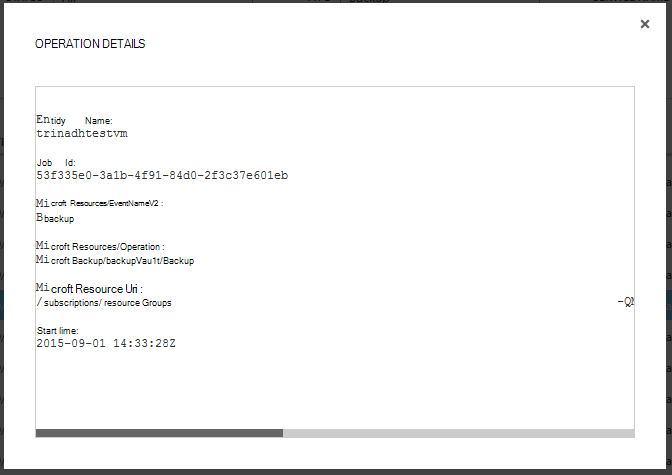 OPERATION DETAILS
Entidy Name:
trinadhtestvm
Job Id:
53f335e0-3a1b-4f91-84d0-2f3c37e601eb
Microft Resources/EventNameV2 :
Bbackup
Microft Resources/Operation :
Microft Backup/backupVau1t/Backup
Microft Resource Uri :
/ subscriptions/ resource Groups
Start lime:
2015-09-01 14:33:28Z